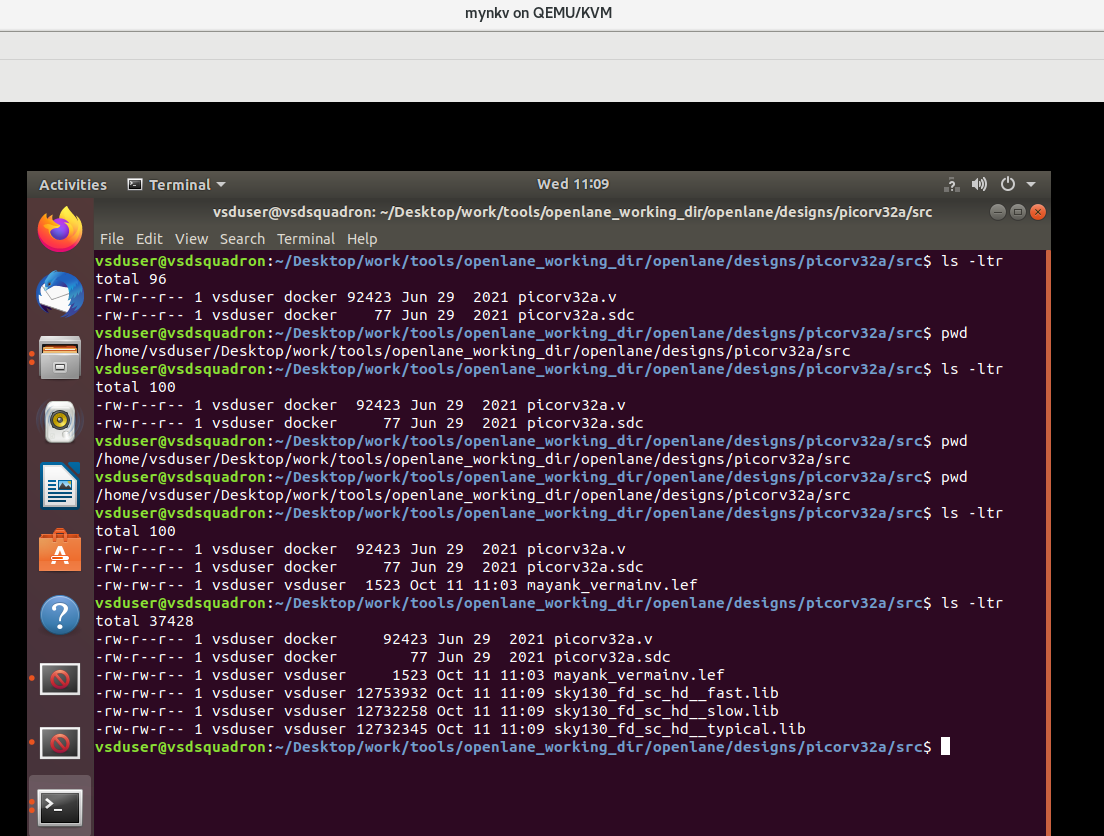 mynkv on QEMU/KVM
Activities Terminal Wed 11:09
vsduser@vsdsquadron: ~/Desktop/work/tools/openlane_working_dir/openlane/designs/picorv32a/src
File Edit View Search Terminal Help
vsduser@vsdsquadron:~/Desktop/work/tools/openlane_working_dir/openlane/designs/picorv32a/src$ ls -ltr
total 96
-rw-r--r-- 1 vsduser docker 92423 Jun 29  2021 picorv32a.v
-rw-r--r-- 1 vsduser docker    77 Jun 29  2021 picorv32a.sdc
vsduser@vsdsquadron:~/Desktop/work/tools/openlane_working_dir/openlane/designs/picorv32a/src$ pwd
/home/vsduser/Desktop/work/tools/openlane_working_dir/openlane/designs/picorv32a/src
vsduser@vsdsquadron:~/Desktop/work/tools/openlane_working_dir/openlane/designs/picorv32a/src$ ls -ltr
total 100
-rw-r--r-- 1 vsduser docker  92423 Jun 29  2021 picorv32a.v
-rw-r--r-- 1 vsduser docker     77 Jun 29  2021 picorv32a.sdc
vsduser@vsdsquadron:~/Desktop/work/tools/openlane_working_dir/openlane/designs/picorv32a/src$ pwd
/home/vsduser/Desktop/work/tools/openlane_working_dir/openlane/designs/picorv32a/src
vsduser@vsdsquadron:~/Desktop/work/tools/openlane_working_dir/openlane/designs/picorv32a/src$ pwd
/home/vsduser/Desktop/work/tools/openlane_working_dir/openlane/designs/picorv32a/src
vsduser@vsdsquadron:~/Desktop/work/tools/openlane_working_dir/openlane/designs/picorv32a/src$ ls -ltr
total 100
-rw-r--r-- 1 vsduser docker  92423 Jun 29  2021 picorv32a.v
-rw-r--r-- 1 vsduser docker     77 Jun 29  2021 picorv32a.sdc
-rw-rw-r-- 1 vsduser vsduser  1523 Oct 11 11:03 mayank_vermainv.lef
vsduser@vsdsquadron:~/Desktop/work/tools/openlane_working_dir/openlane/designs/picorv32a/src$ ls -ltr
total 37428
-rw-r--r-- 1 vsduser docker     92423 Jun 29  2021 picorv32a.v
-rw-r--r-- 1 vsduser docker        77 Jun 29  2021 picorv32a.sdc
-rw-rw-r-- 1 vsduser vsduser     1523 Oct 11 11:03 mayank_vermainv.lef
-rw-rw-r-- 1 vsduser vsduser 12753932 Oct 11 11:09 sky130_fd_sc_hd__fast.lib
-rw-rw-r-- 1 vsduser vsduser 12732258 Oct 11 11:09 sky130_fd_sc_hd__slow.lib
-rw-rw-r-- 1 vsduser vsduser 12732345 Oct 11 11:09 sky130_fd_sc_hd__typical.lib
vsduser@vsdsquadron:~/Desktop/work/tools/openlane_working_dir/openlane/designs/picorv32a/src$